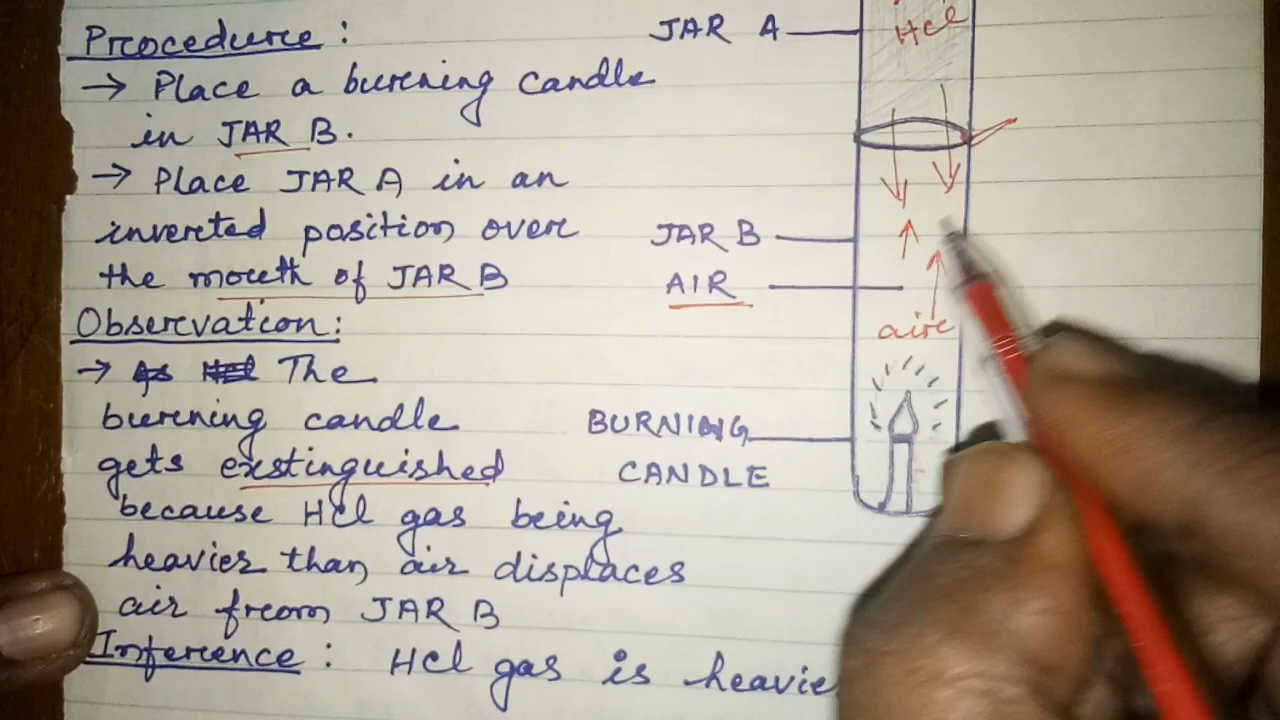 Procedure:
→ Place a burning candle
in JAR B.
→ Place JAR A in an
inverted position over
the mouth of JAR B
Observation:
→ The
burning candle
gets exstinguished
because HCl gas being
heavier than air displaces
air from JAR B
Inference: HCl gas is heavie
JAR A
HCl
JAR B
AIR
air
BURNING
CANDLE